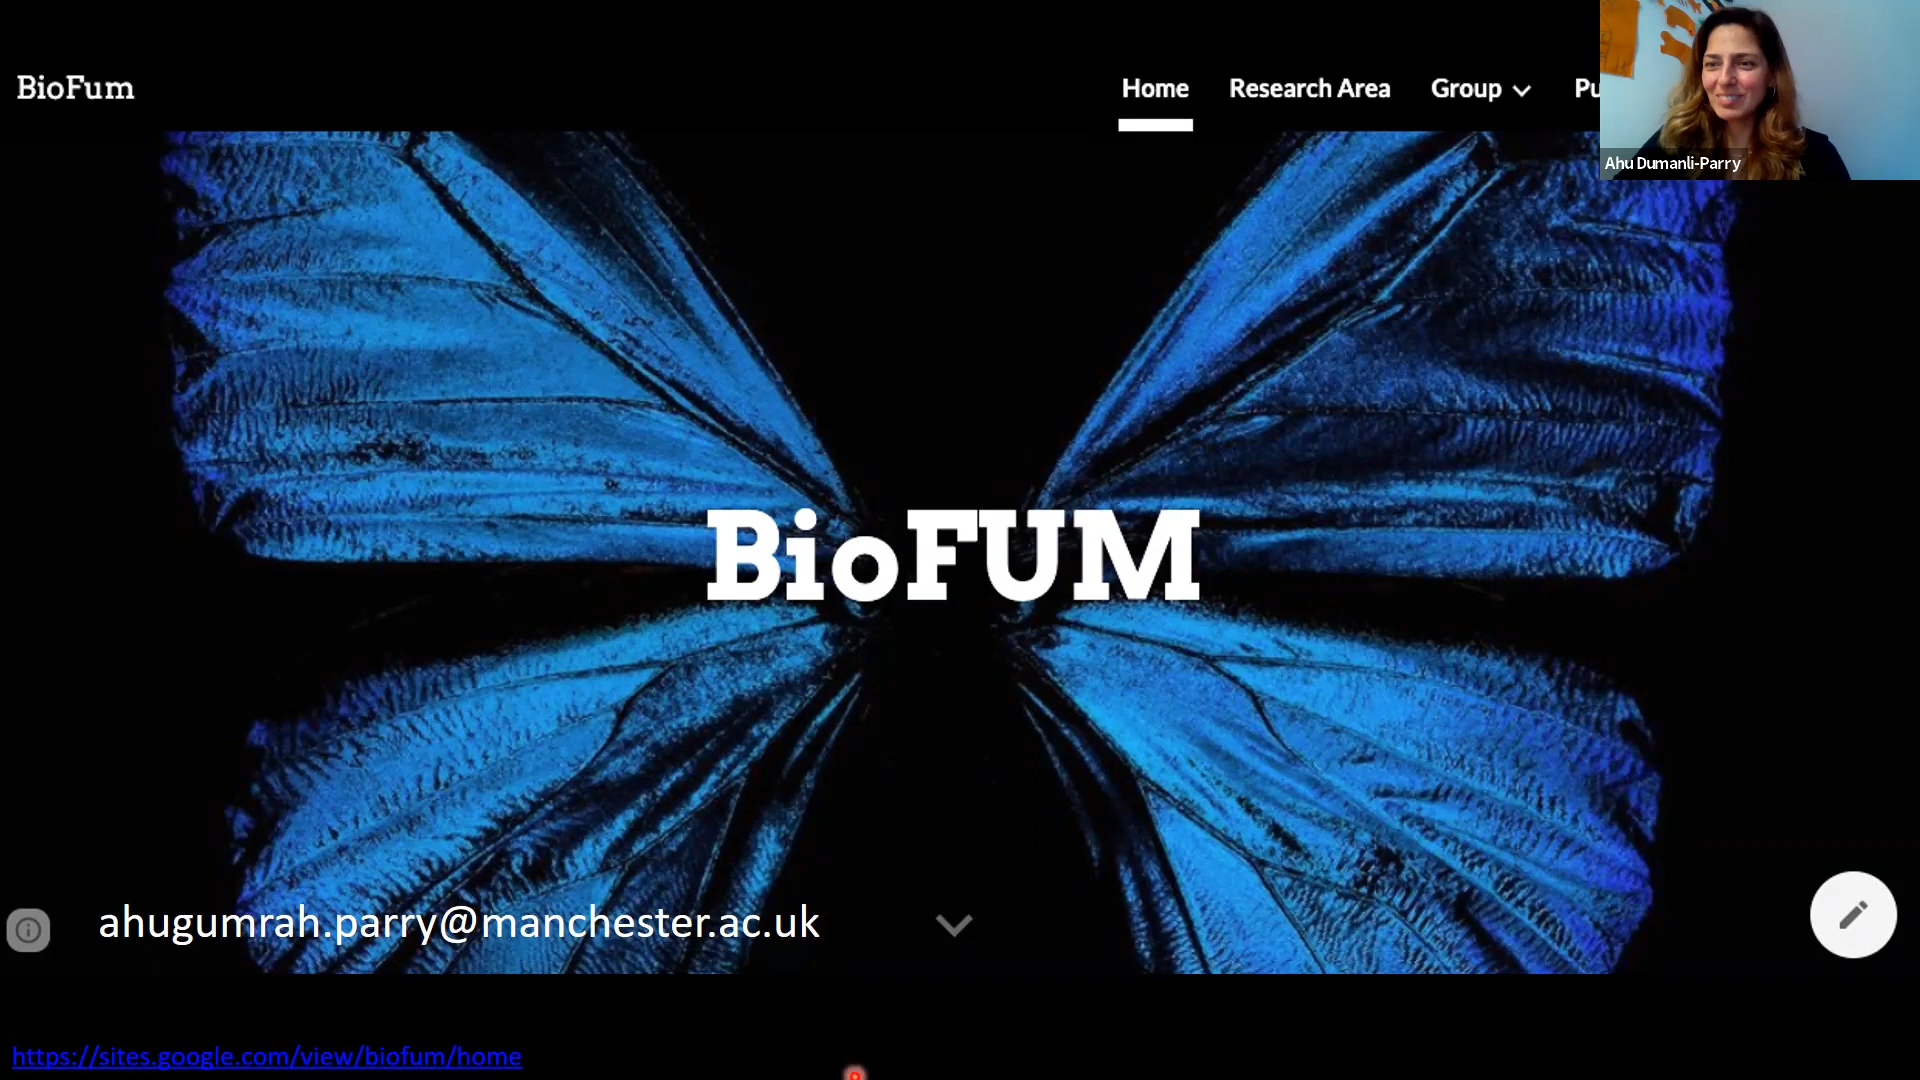 BioFum
Home Research Area Group Pu
Ahu Dumanli-Parry
BioFUM
ahugumrah.parry@manchester.ac.uk
https://sites.google.com/view/biofum/home